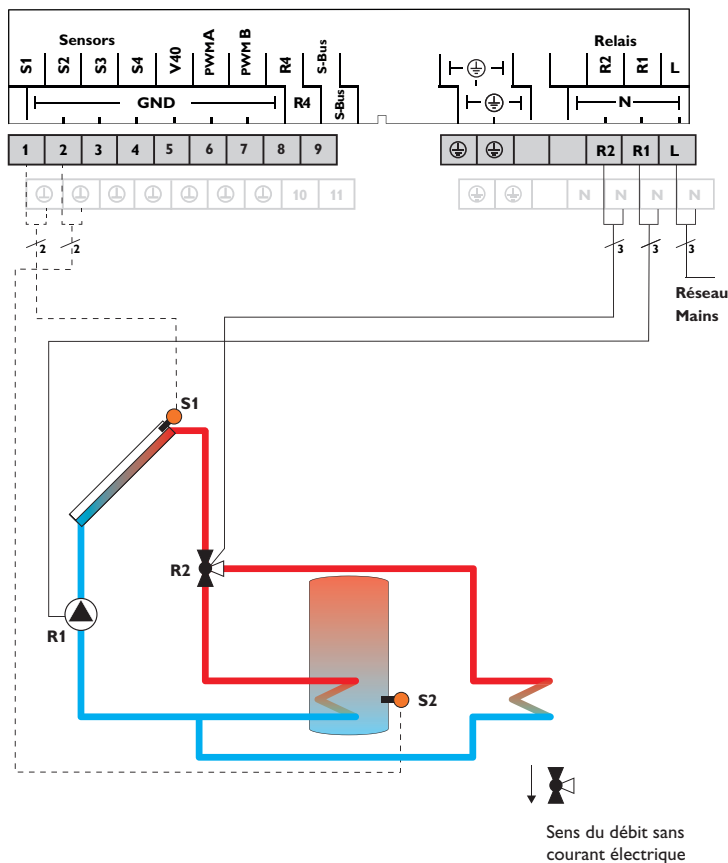 Sensors
Relais
S1
S2
S3
S4
V40
PWM A
PWM B
R4
S-Bus
R2
R1
L
GND
R4
S-Bus
N
1 2 3 4 5 6 7 8 9
R2 R1 L
10 11
N N N N
2 2
3 3 3
Réseau
Mains
S1
R2
R1
S2
Sens du débit sans
courant électrique